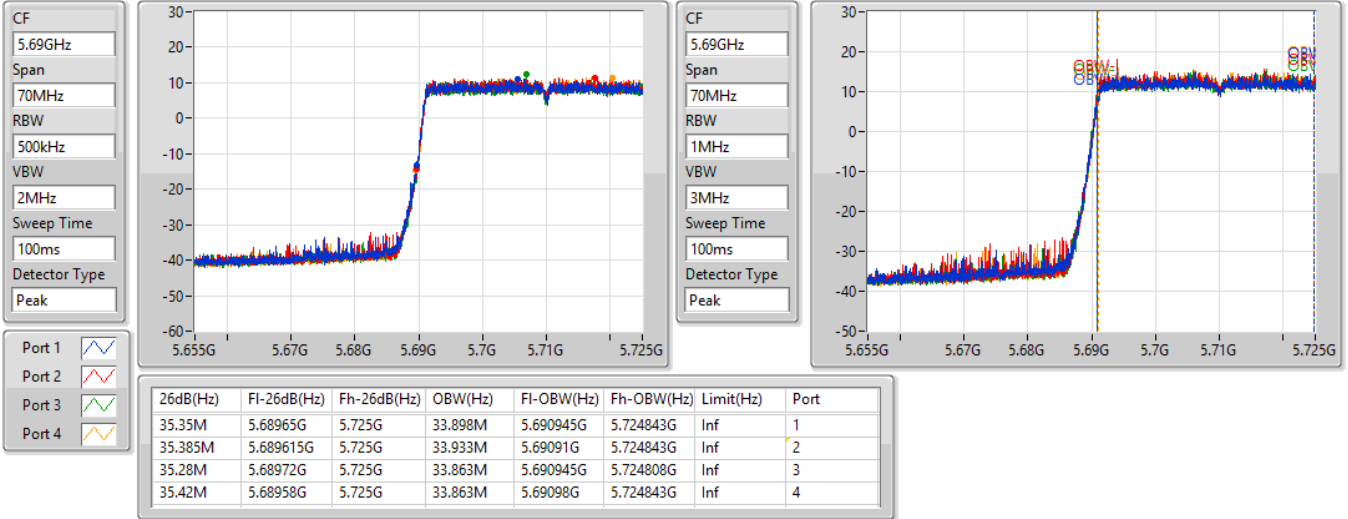 CF
5.69GHz
Span
70MHz
RBW
500kHz
VBW
2MHz
Sweep Time
100ms
Detector Type
Peak
30
20
10
0
-10
-20
-30
-40
-50
-60
5.655G 5.67G 5.68G 5.69G 5.7G 5.71G 5.725G
CF
5.69GHz
Span
70MHz
RBW
1MHz
VBW
3MHz
Sweep Time
100ms
Detector Type
Peak
30
20
10
0
-10
-20
-30
-40
-50
5.655G 5.67G 5.68G 5.69G 5.7G 5.71G 5.725G
Port 1
Port 2
Port 3
Port 4
26dB(Hz) Fl-26dB(Hz) Fh-26dB(Hz) OBW(Hz) Fl-OBW(Hz) Fh-OBW(Hz) Limit(Hz) Port
35.35M 5.68965G 5.725G 33.898M 5.690945G 5.724843G Inf 1
35.385M 5.689615G 5.725G 33.933M 5.69091G 5.724843G Inf 2
35.28M 5.68972G 5.725G 33.863M 5.690945G 5.724808G Inf 3
35.42M 5.68958G 5.725G 33.863M 5.69098G 5.724843G Inf 4